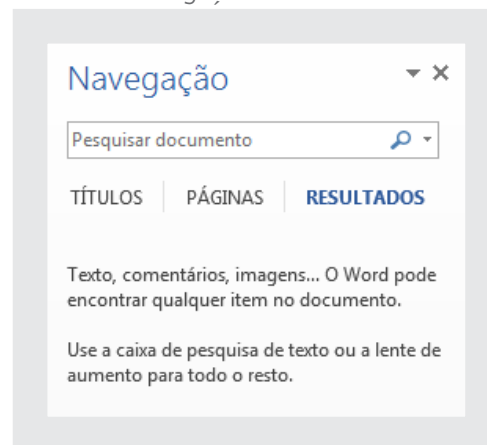 Navegação
Pesquisar documento
TÍTULOS PÁGINAS RESULTADOS
Texto, comentários, imagens... O Word pode
encontrar qualquer item no documento.
Use a caixa de pesquisa de texto ou a lente de
aumento para todo o resto.